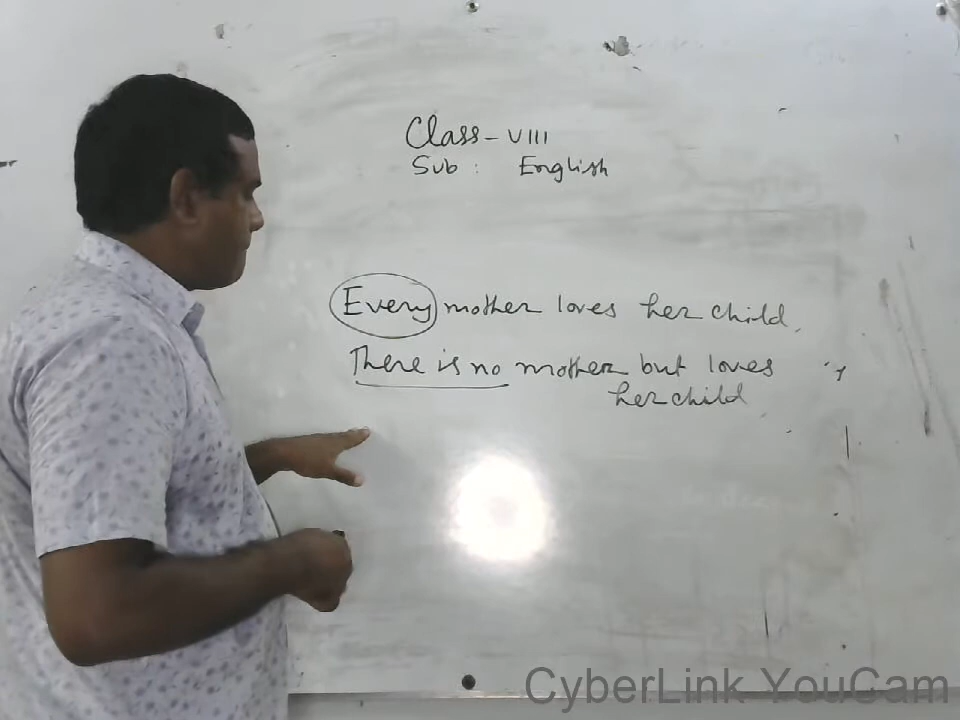 Class - VIII
Sub : English
Every mother loves her child.
There is no mother but loves
her child
CyberLink YouCam